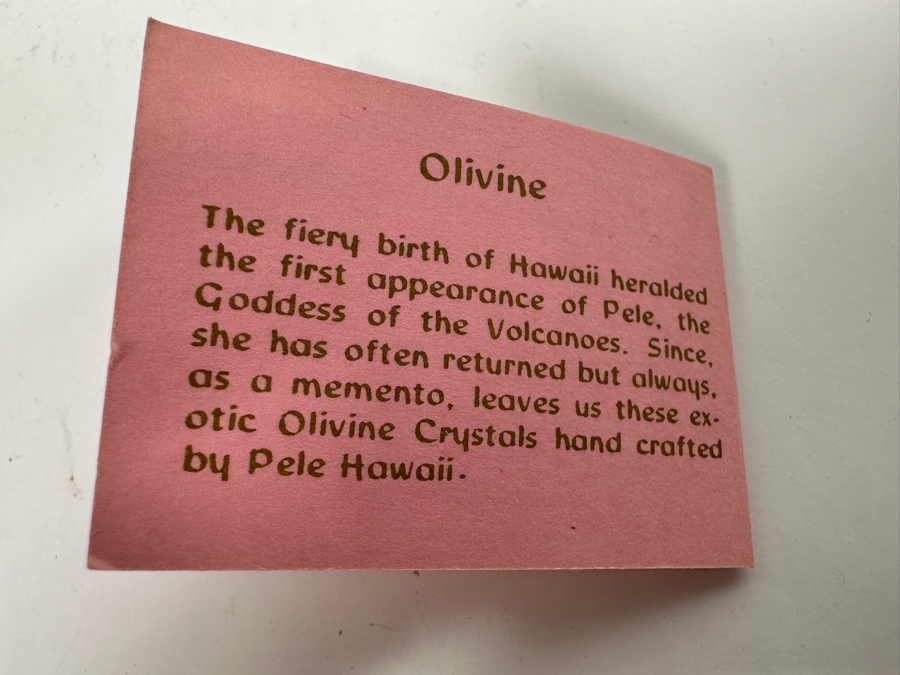 Olivine
The fiery birth of Hawaii heralded
the first appearance of Pele, the
Goddess of the Volcanoes. Since,
she has often returned but always,
as a memento, leaves us these ex-
otic Olivine Crystals hand crafted
by Pele Hawaii.